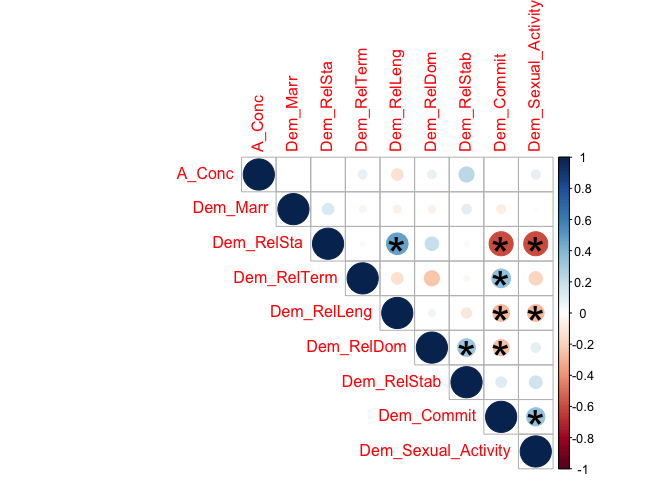 A_Conc
Dem_Marr
Dem_RelSta
Dem_RelTerm
Dem_RelLeng
Dem_RelDom
Dem_RelStab
Dem_Commit
Dem_Sexual_Activity
A_Conc
Dem_Marr
Dem_RelSta
Dem_RelTerm
Dem_RelLeng
Dem_RelDom
Dem_RelStab
Dem_Commit
Dem_Sexual_Activity
*
* *
*
* *
* *
*
1
0.8
0.6
0.4
0.2
0
-0.2
-0.4
-0.6
-0.8
-1